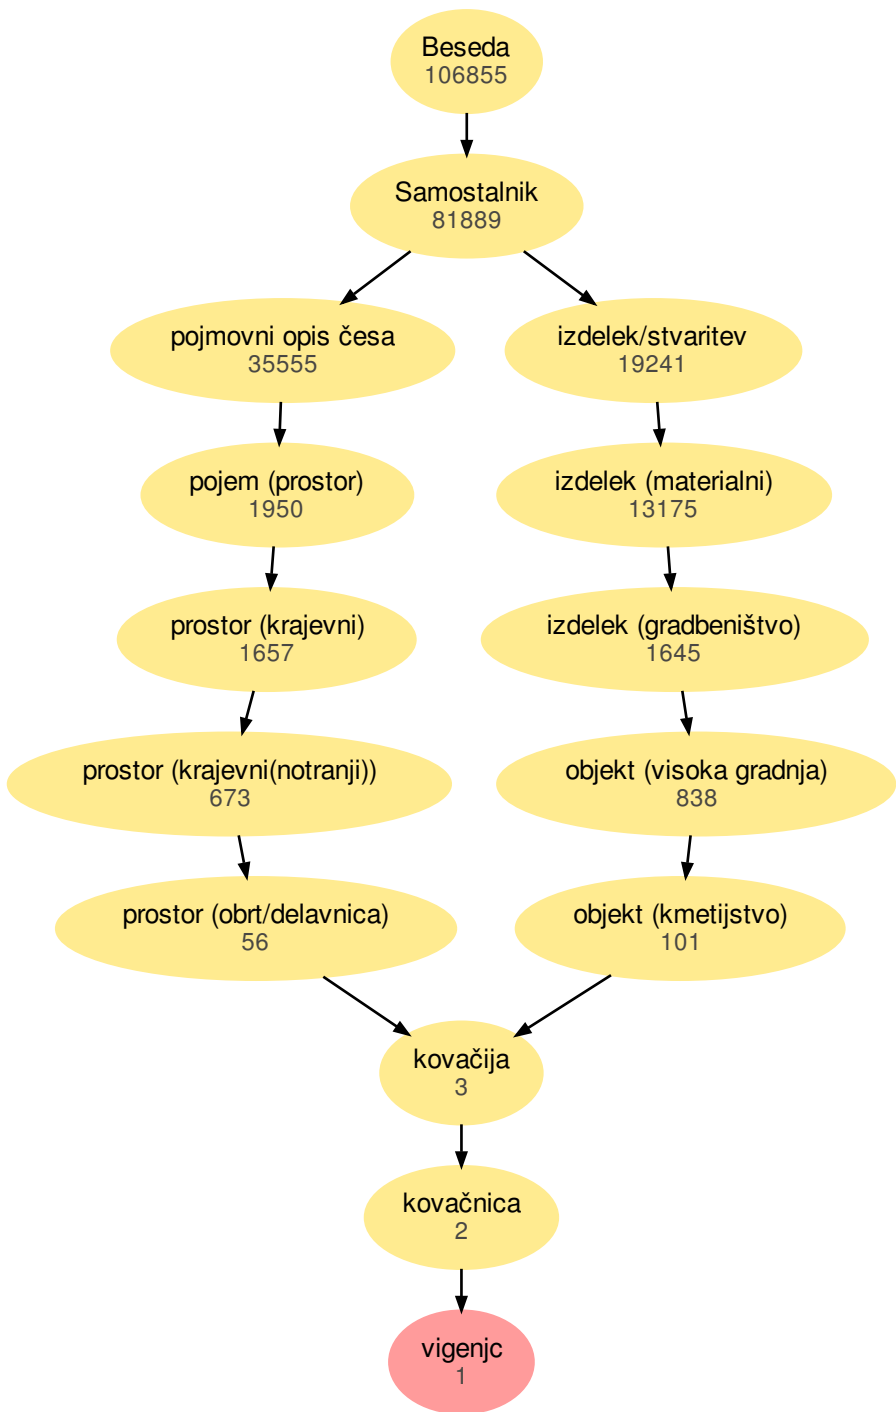 Beseda
106855
Samostalnik
81889
pojmovni opis česa
35555
izdelek/stvaritev
19241
pojem (prostor)
1950
izdelek (materialni)
13175
prostor (krajevni)
1657
izdelek (gradbeništvo)
1645
prostor (krajevni(notranji))
673
objekt (visoka gradnja)
838
prostor (obrt/delavnica)
56
objekt (kmetijstvo)
101
kovačija
3
kovačnica
2
vigenjc
1